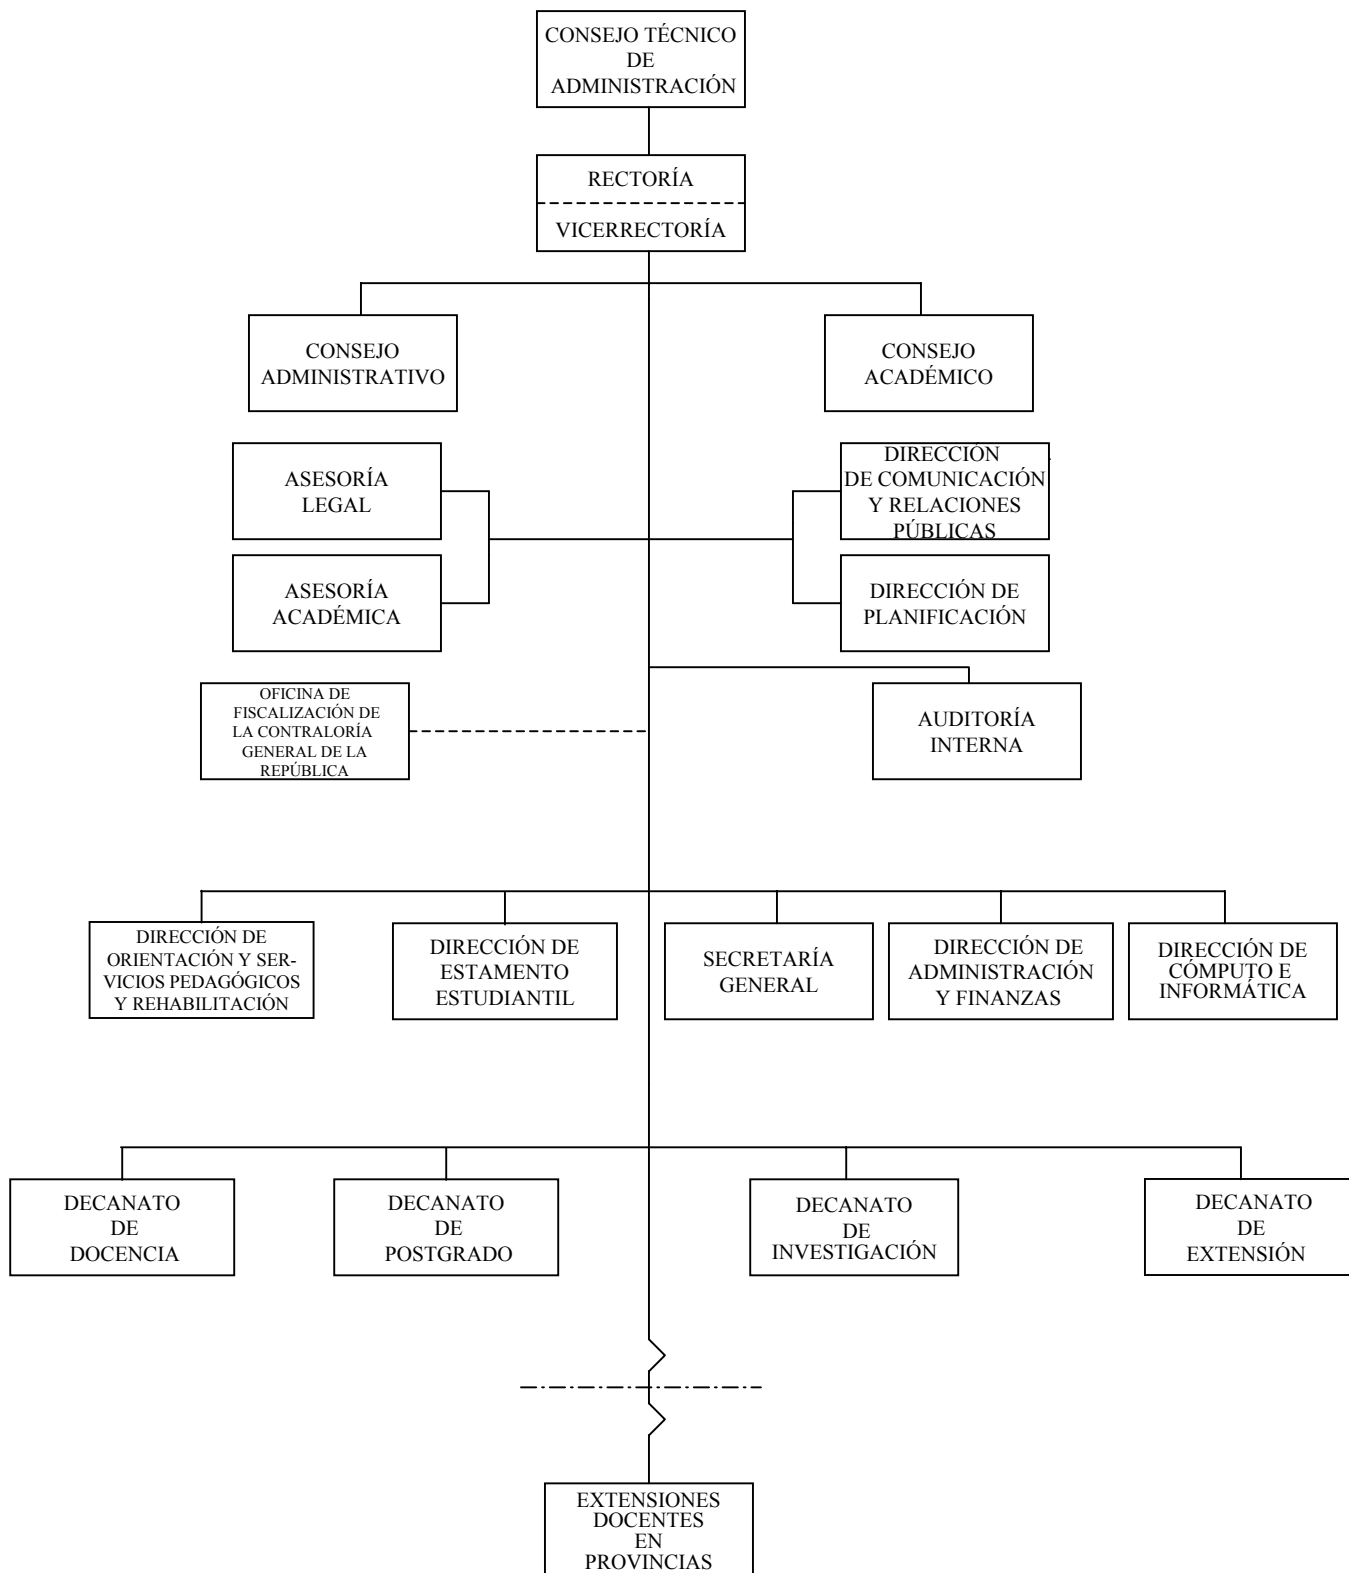 CONSEJO TÉCNICO
DE
ADMINISTRACIÓN
RECTORÍA
VICERRECTORÍA
CONSEJO
ADMINISTRATIVO
CONSEJO
ACADÉMICO
ASESORÍA
LEGAL
DIRECCIÓN
DE COMUNICACIÓN
Y RELACIONES
PÚBLICAS
ASESORÍA
ACADÉMICA
DIRECCIÓN DE
PLANIFICACIÓN
OFICINA DE
FISCALIZACIÓN DE
LA CONTRALORÍA
GENERAL DE LA
REPÚBLICA
AUDITORÍA
INTERNA
DIRECCIÓN DE
ORIENTACIÓN Y SER-
VICIOS PEDAGÓGICOS
Y REHABILITACIÓN
DIRECCIÓN DE
ESTAMENTO
ESTUDIANTIL
SECRETARÍA
GENERAL
DIRECCIÓN DE
ADMINISTRACIÓN
Y FINANZAS
DIRECCIÓN DE
CÓMPUTO E
INFORMÁTICA
DECANATO
DE
DOCENCIA
DECANATO
DE
POSTGRADO
DECANATO
DE
INVESTIGACIÓN
DECANATO
DE
EXTENSIÓN
EXTENSIONES
DOCENTES
EN
PROVINCIAS